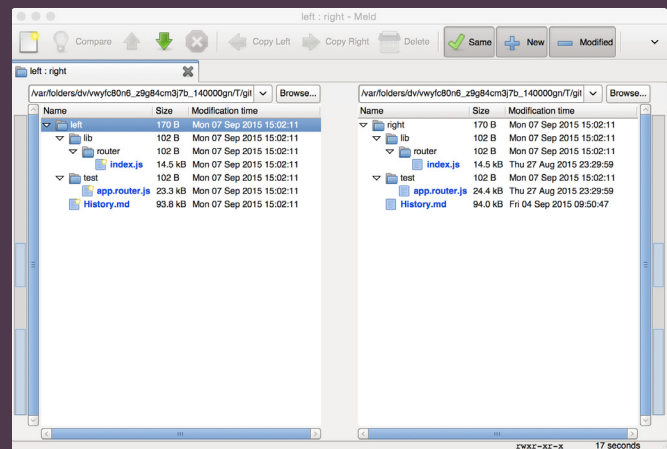 left : right - Meld
Compare Copy Left Copy Right Delete Same New Modified
left : right
/var/folders/dv/vwyfc80n6_z9g84cm3j7b_140000gn/T/git Browse... /var/folders/dv/vwyfc80n6_z9g84cm3j7b_140000gn/T/git Browse...
Name Size Modification time Name Size Modification time
left 170 B Mon 07 Sep 2015 15:02:11 right 170 B Mon 07 Sep 2015 15:02:11
lib 102 B Mon 07 Sep 2015 15:02:11 lib 102 B Mon 07 Sep 2015 15:02:11
router 102 B Mon 07 Sep 2015 15:02:11 router 102 B Mon 07 Sep 2015 15:02:11
index.js 14.5 kB Mon 07 Sep 2015 15:02:11 index.js 14.5 kB Thu 27 Aug 2015 23:29:59
test 102 B Mon 07 Sep 2015 15:02:11 test 102 B Mon 07 Sep 2015 15:02:11
app.router.js 23.3 kB Mon 07 Sep 2015 15:02:11 app.router.js 24.4 kB Thu 27 Aug 2015 23:29:59
History.md 93.8 kB Mon 07 Sep 2015 15:02:11 History.md 94.0 kB Fri 04 Sep 2015 09:50:47
rwxr-xr-x 17 seconds